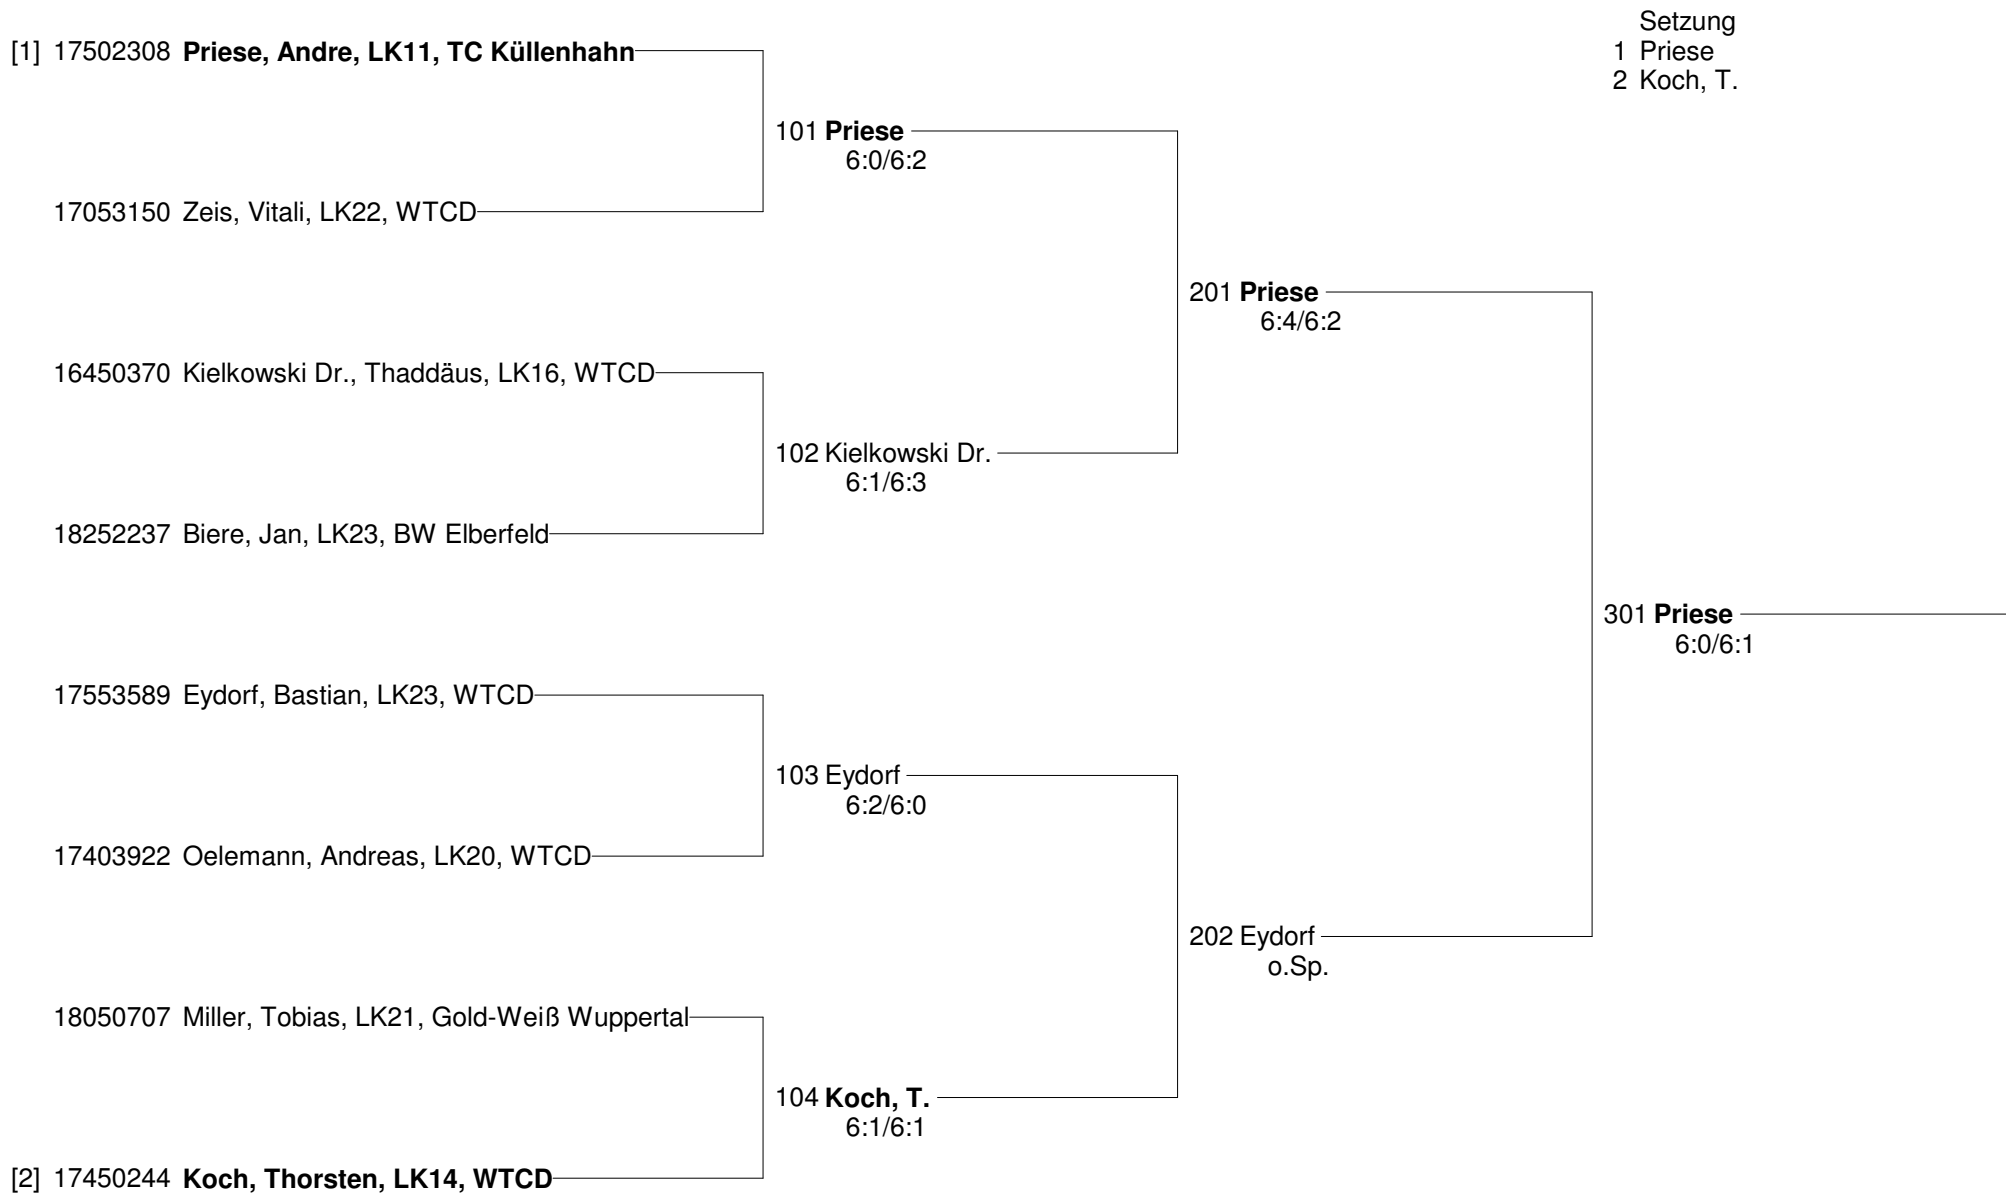 Setzung
1 Priese
2 Koch, T.
[1] 17502308 Priese, Andre, LK11, TC Küllenhahn
101 Priese
6:0/6:2
17053150 Zeis, Vitali, LK22, WTCD
201 Priese
6:4/6:2
16450370 Kielkowski Dr., Thaddäus, LK16, WTCD
102 Kielkowski Dr.
6:1/6:3
18252237 Biere, Jan, LK23, BW Elberfeld
301 Priese
6:0/6:1
17553589 Eydorf, Bastian, LK23, WTCD
103 Eydorf
6:2/6:0
17403922 Oelemann, Andreas, LK20, WTCD
202 Eydorf
o.Sp.
18050707 Miller, Tobias, LK21, Gold-Weiß Wuppertal
104 Koch, T.
6:1/6:1
[2] 17450244 Koch, Thorsten, LK14, WTCD